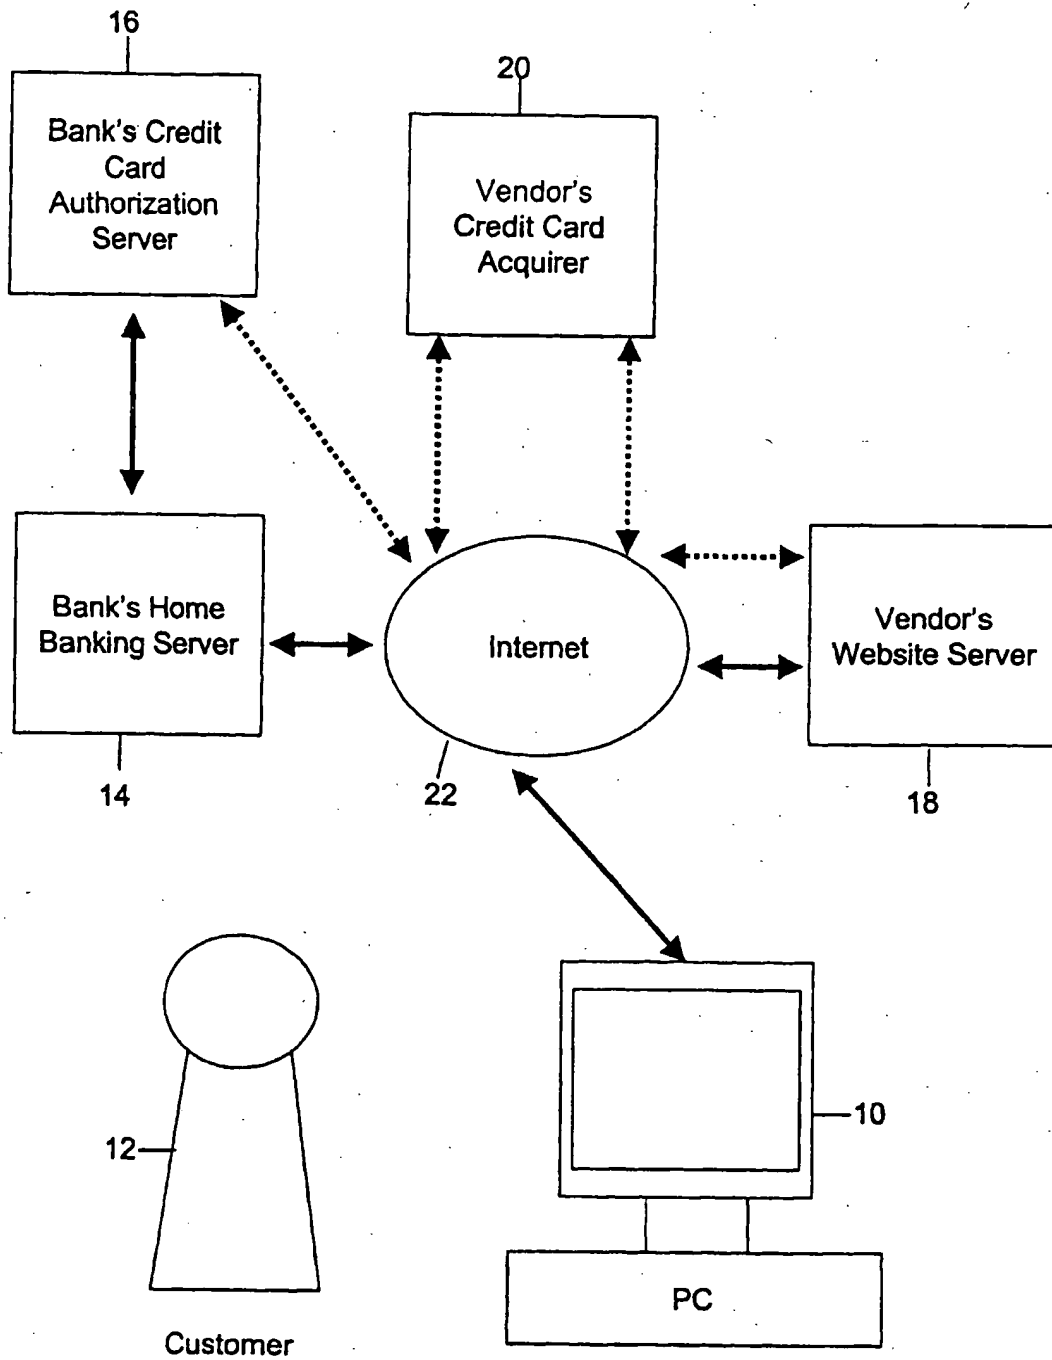 16
20
Bank's Credit
Card
Authorization
Server
Vendor's
Credit Card
Acquirer
Bank's Home
Banking Server
Internet
Vendor's
Website Server
14
22
18
12
10
PC
Customer